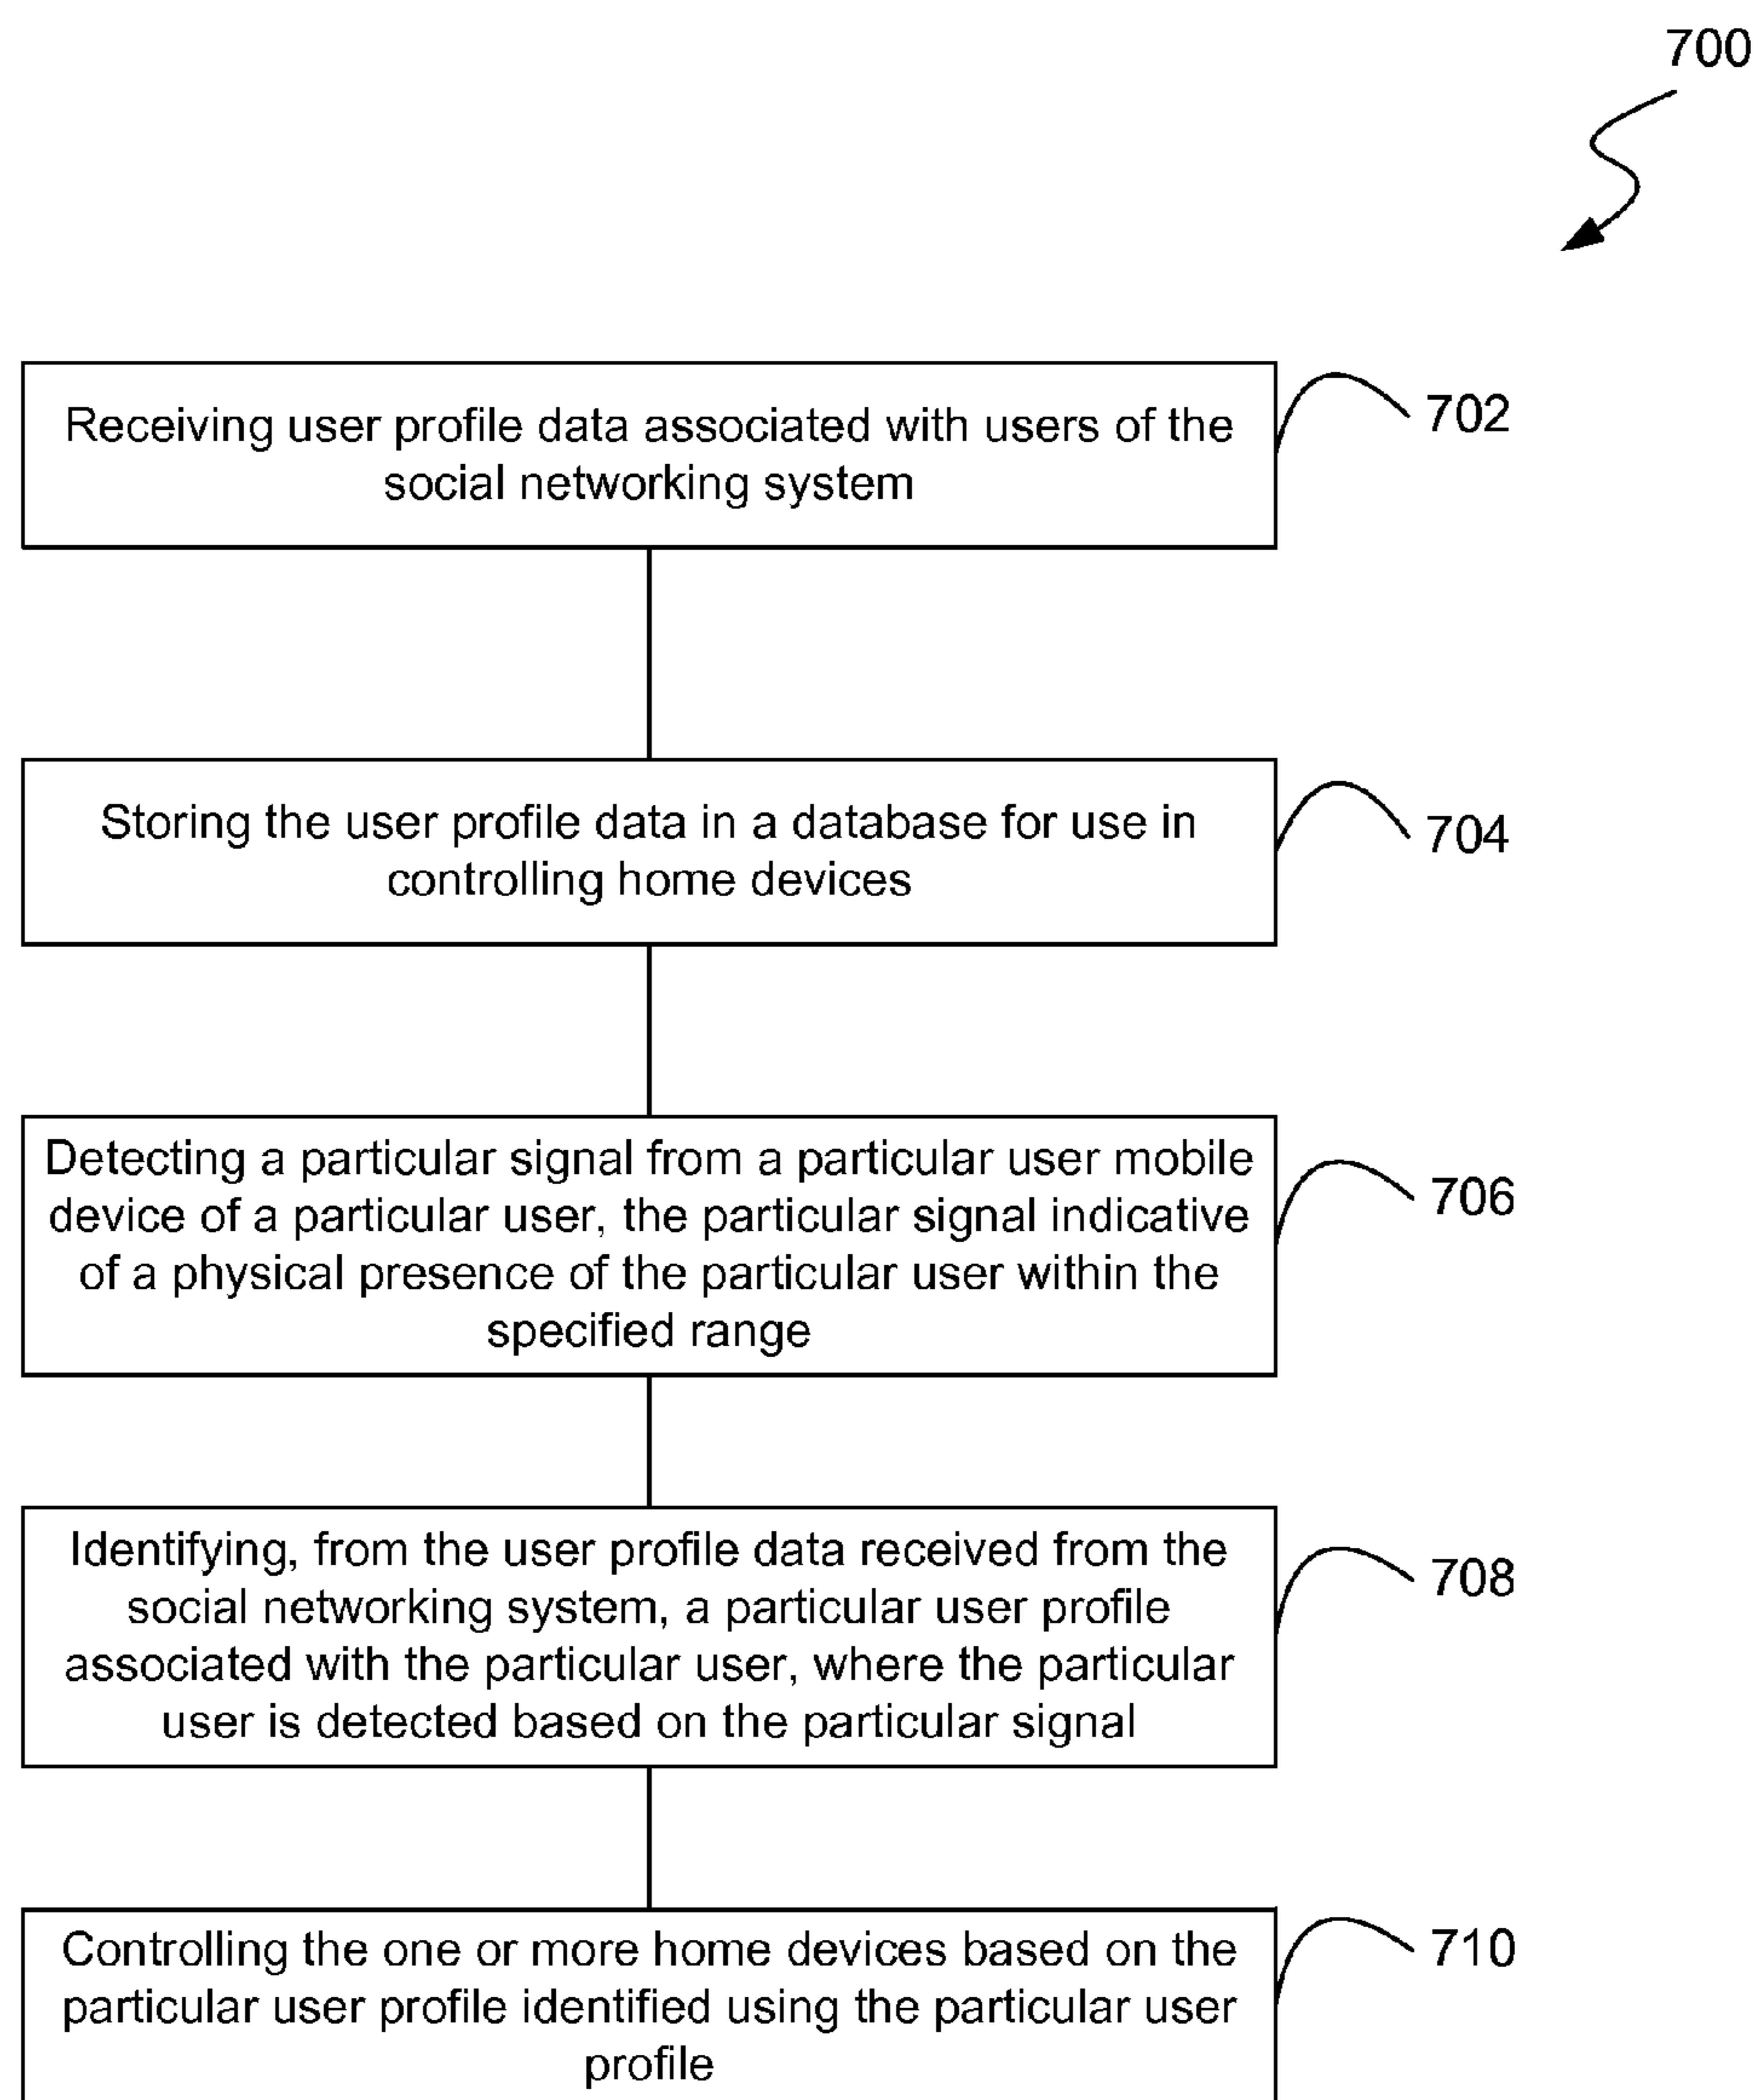 700
Receiving user profile data associated with users of the
social networking system
702
Storing the user profile data in a database for use in
controlling home devices
704
Detecting a particular signal from a particular user mobile
device of a particular user, the particular signal indicative
of a physical presence of the particular user within the
specified range
706
Identifying, from the user profile data received from the
social networking system, a particular user profile
associated with the particular user, where the particular
user is detected based on the particular signal
708
Controlling the one or more home devices based on the
particular user profile identified using the particular user
profile
710